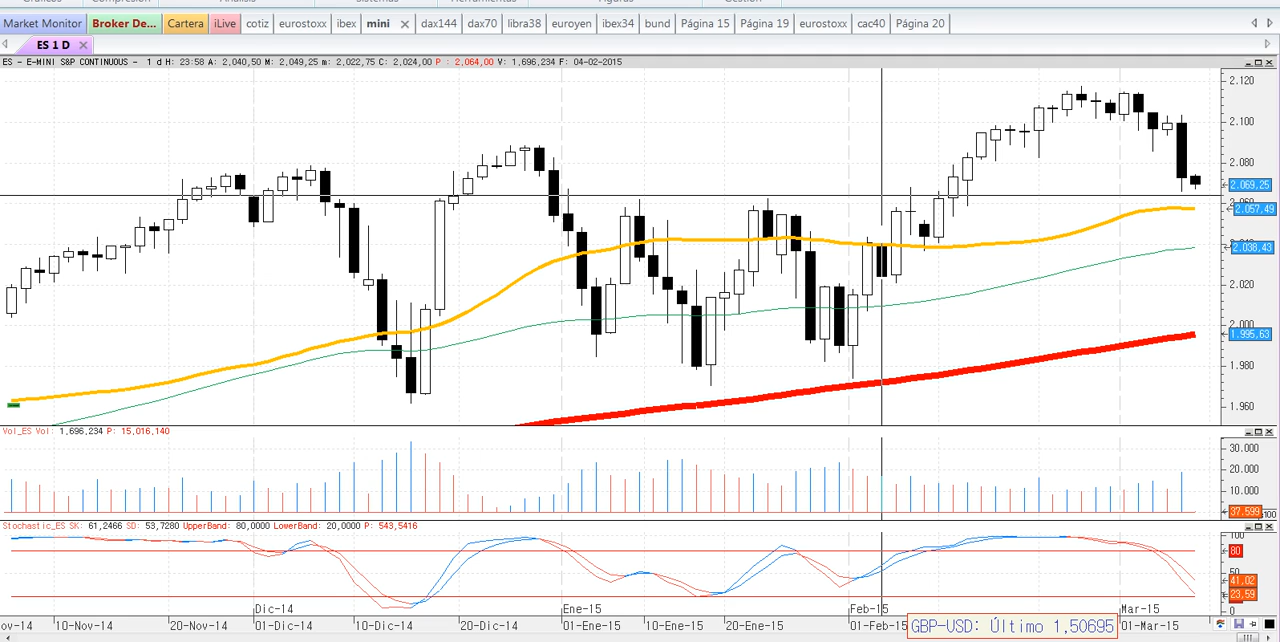 Market Monitor Broker De... Cartera iLive cotiz eurostoxx ibex mini dax144 dax70 libra38 euroyen ibex34 bund Página 15 Página 19 eurostoxx cac40 Página 20
ES 1 D
ES - E-MINI S&P CONTINUOUS - 1 d H: 23:58 A: 2,040,50 M: 2,049,25 m: 2,022,75 C: 2,024,00 P : 2,064,00 V: 1,696,234 F: 04-02-2015
2.120
2.100
2.080
2.069,25
2.057,49
2.038,43
2.020
2.000
1.995,63
1.980
1.960
Vol_ES Vol: 1,696,234 P: 15,016,140
30.000
20.000
10.000
37.599
Stochastic_ES SK: 61,2466 SD: 53,7280 UpperBand: 80,0000 LowerBand: 20,0000 P: 543,5416
100
80
50
41,02
23,59
0
Dic-14 Ene-15 Feb-15 Mar-15
ov-14 10-Nov-14 20-Nov-14 01-Dic-14 10-Dic-14 20-Dic-14 01-Ene-15 10-Ene-15 20-Ene-15 01-Feb-15 01-Mar-15
GBP-USD: Último 1,50695